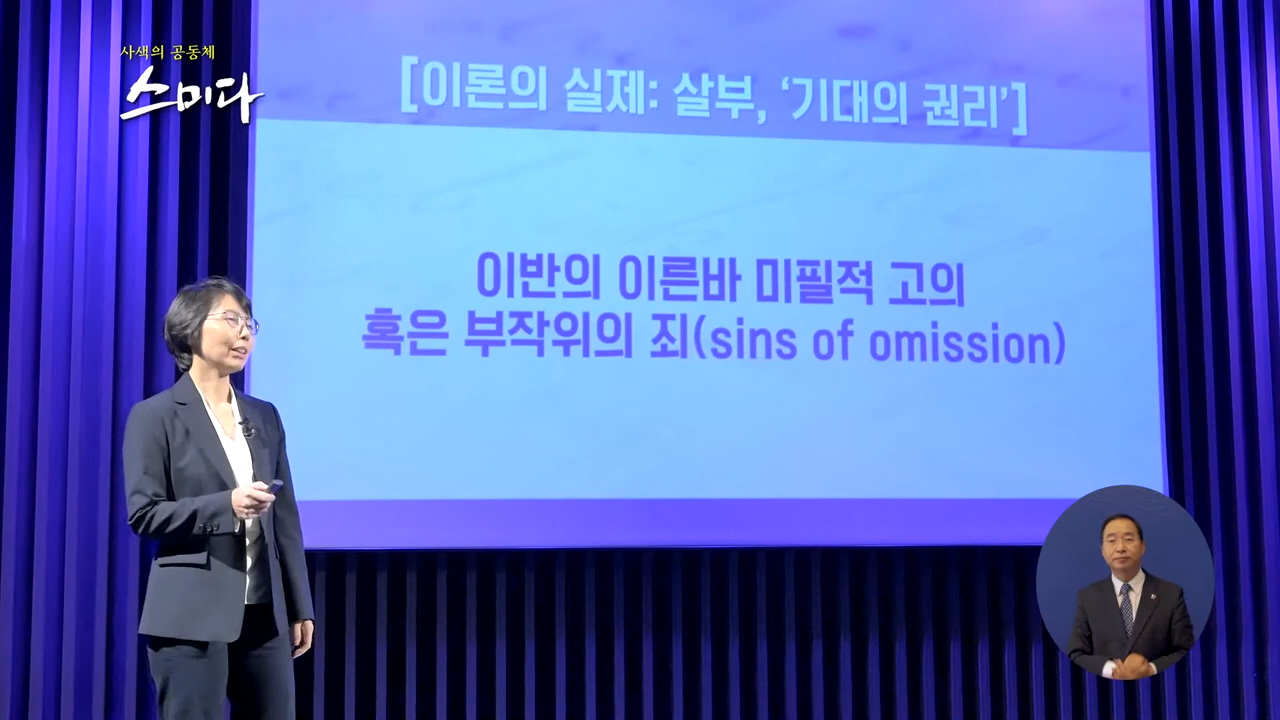 사색의 공동체
스미다
[이론의 실제: 살부, ‘기대의 권리’]
이반의 이른바 미필적 고의
혹은 부작위의 죄(sins of omission)